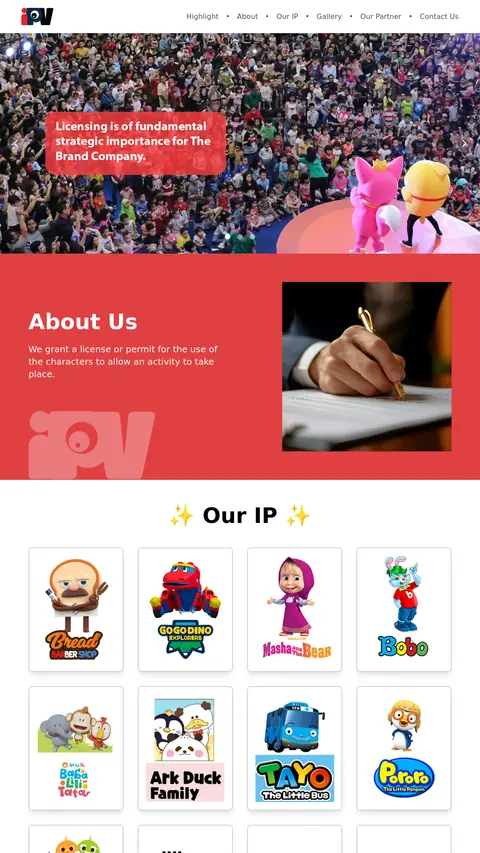 iPV
Highlight • About • Our IP • Gallery • Our Partner • Contact Us
Licensing is of fundamental
strategic importance for The
Brand Company.
About Us
We grant a license or permit for the use of
the characters to allow an activity to take
place.
iPV
✨ Our IP ✨
Bread
BARBER SHOP
GOGODINO
EXPLORERS
Masha and the Bear
b
Bobo
Baba
Lili
Tata
Ark Duck
Family
TAYO
The Little Bus
Pororo
The Little Penguin